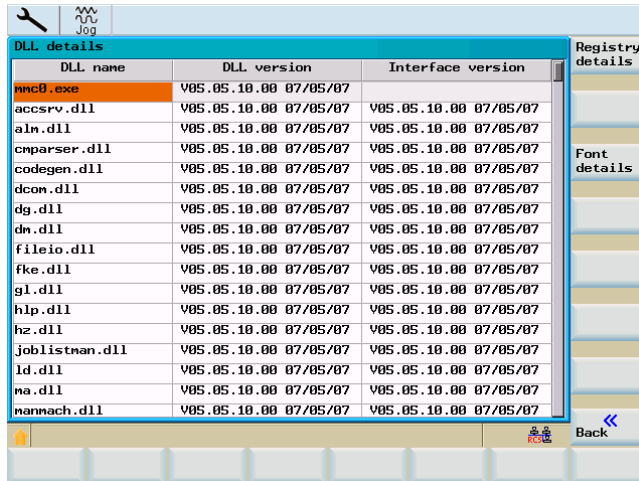 Jog
DLL details
DLL name DLL version Interface version
mmc0.exe V05.05.10.00 07/05/07
accsrv.dll V05.05.10.00 07/05/07 V05.05.10.00 07/05/07
alm.dll V05.05.10.00 07/05/07 V05.05.10.00 07/05/07
cmparser.dll V05.05.10.00 07/05/07 V05.05.10.00 07/05/07
codegen.dll V05.05.10.00 07/05/07 V05.05.10.00 07/05/07
dcom.dll V05.05.10.00 07/05/07 V05.05.10.00 07/05/07
dg.dll V05.05.10.00 07/05/07 V05.05.10.00 07/05/07
dm.dll V05.05.10.00 07/05/07 V05.05.10.00 07/05/07
fileio.dll V05.05.10.00 07/05/07 V05.05.10.00 07/05/07
fke.dll V05.05.10.00 07/05/07 V05.05.10.00 07/05/07
gl.dll V05.05.10.00 07/05/07 V05.05.10.00 07/05/07
hlp.dll V05.05.10.00 07/05/07 V05.05.10.00 07/05/07
hz.dll V05.05.10.00 07/05/07 V05.05.10.00 07/05/07
joblistman.dll V05.05.10.00 07/05/07 V05.05.10.00 07/05/07
ld.dll V05.05.10.00 07/05/07 V05.05.10.00 07/05/07
ma.dll V05.05.10.00 07/05/07 V05.05.10.00 07/05/07
manmach.dll V05.05.10.00 07/05/07 V05.05.10.00 07/05/07
Registry
details
Font
details
RCS
Back